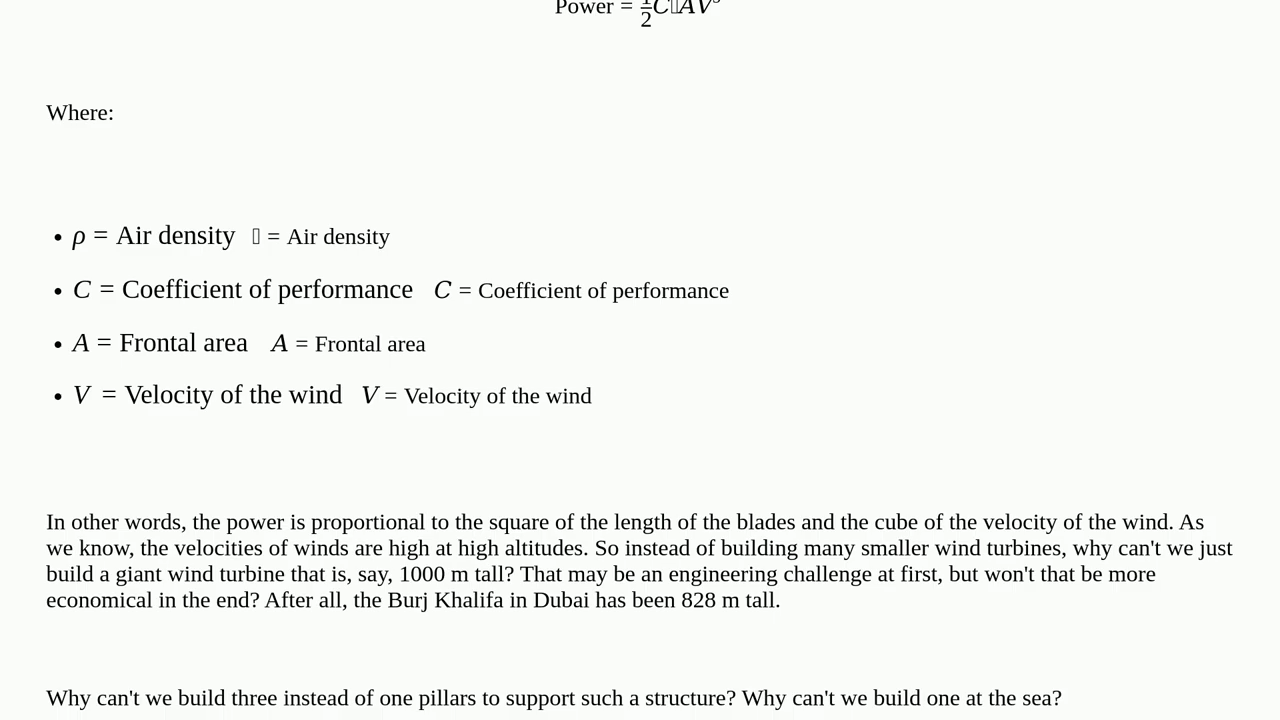 Power = 1/2 C▯AV³
Where:
• ρ = Air density ▯ = Air density
• C = Coefficient of performance C = Coefficient of performance
• A = Frontal area A = Frontal area
• V = Velocity of the wind V = Velocity of the wind
In other words, the power is proportional to the square of the length of the blades and the cube of the velocity of the wind. As
we know, the velocities of winds are high at high altitudes. So instead of building many smaller wind turbines, why can't we just
build a giant wind turbine that is, say, 1000 m tall? That may be an engineering challenge at first, but won't that be more
economical in the end? After all, the Burj Khalifa in Dubai has been 828 m tall.
Why can't we build three instead of one pillars to support such a structure? Why can't we build one at the sea?